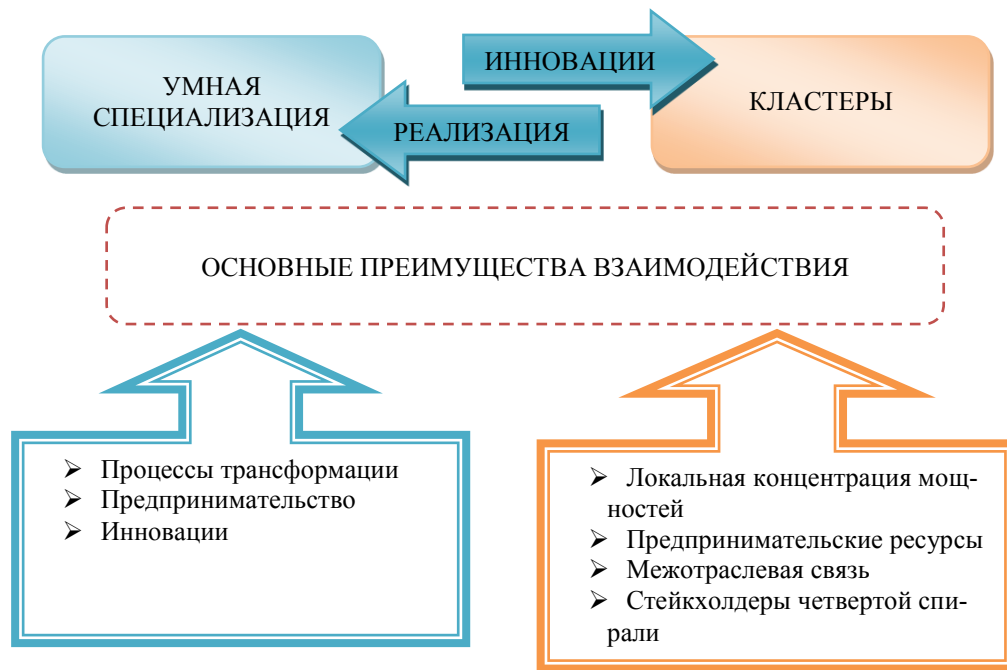 УМНАЯ
СПЕЦИАЛИЗАЦИЯ
ИННОВАЦИИ
РЕАЛИЗАЦИЯ
КЛАСТЕРЫ
ОСНОВНЫЕ ПРЕИМУЩЕСТВА ВЗАИМОДЕЙСТВИЯ
➢ Процессы трансформации
➢ Предпринимательство
➢ Инновации
➢ Локальная концентрация мощ-
ностей
➢ Предпринимательские ресурсы
➢ Межотраслевая связь
➢ Стейкхолдеры четвертой спи-
рали